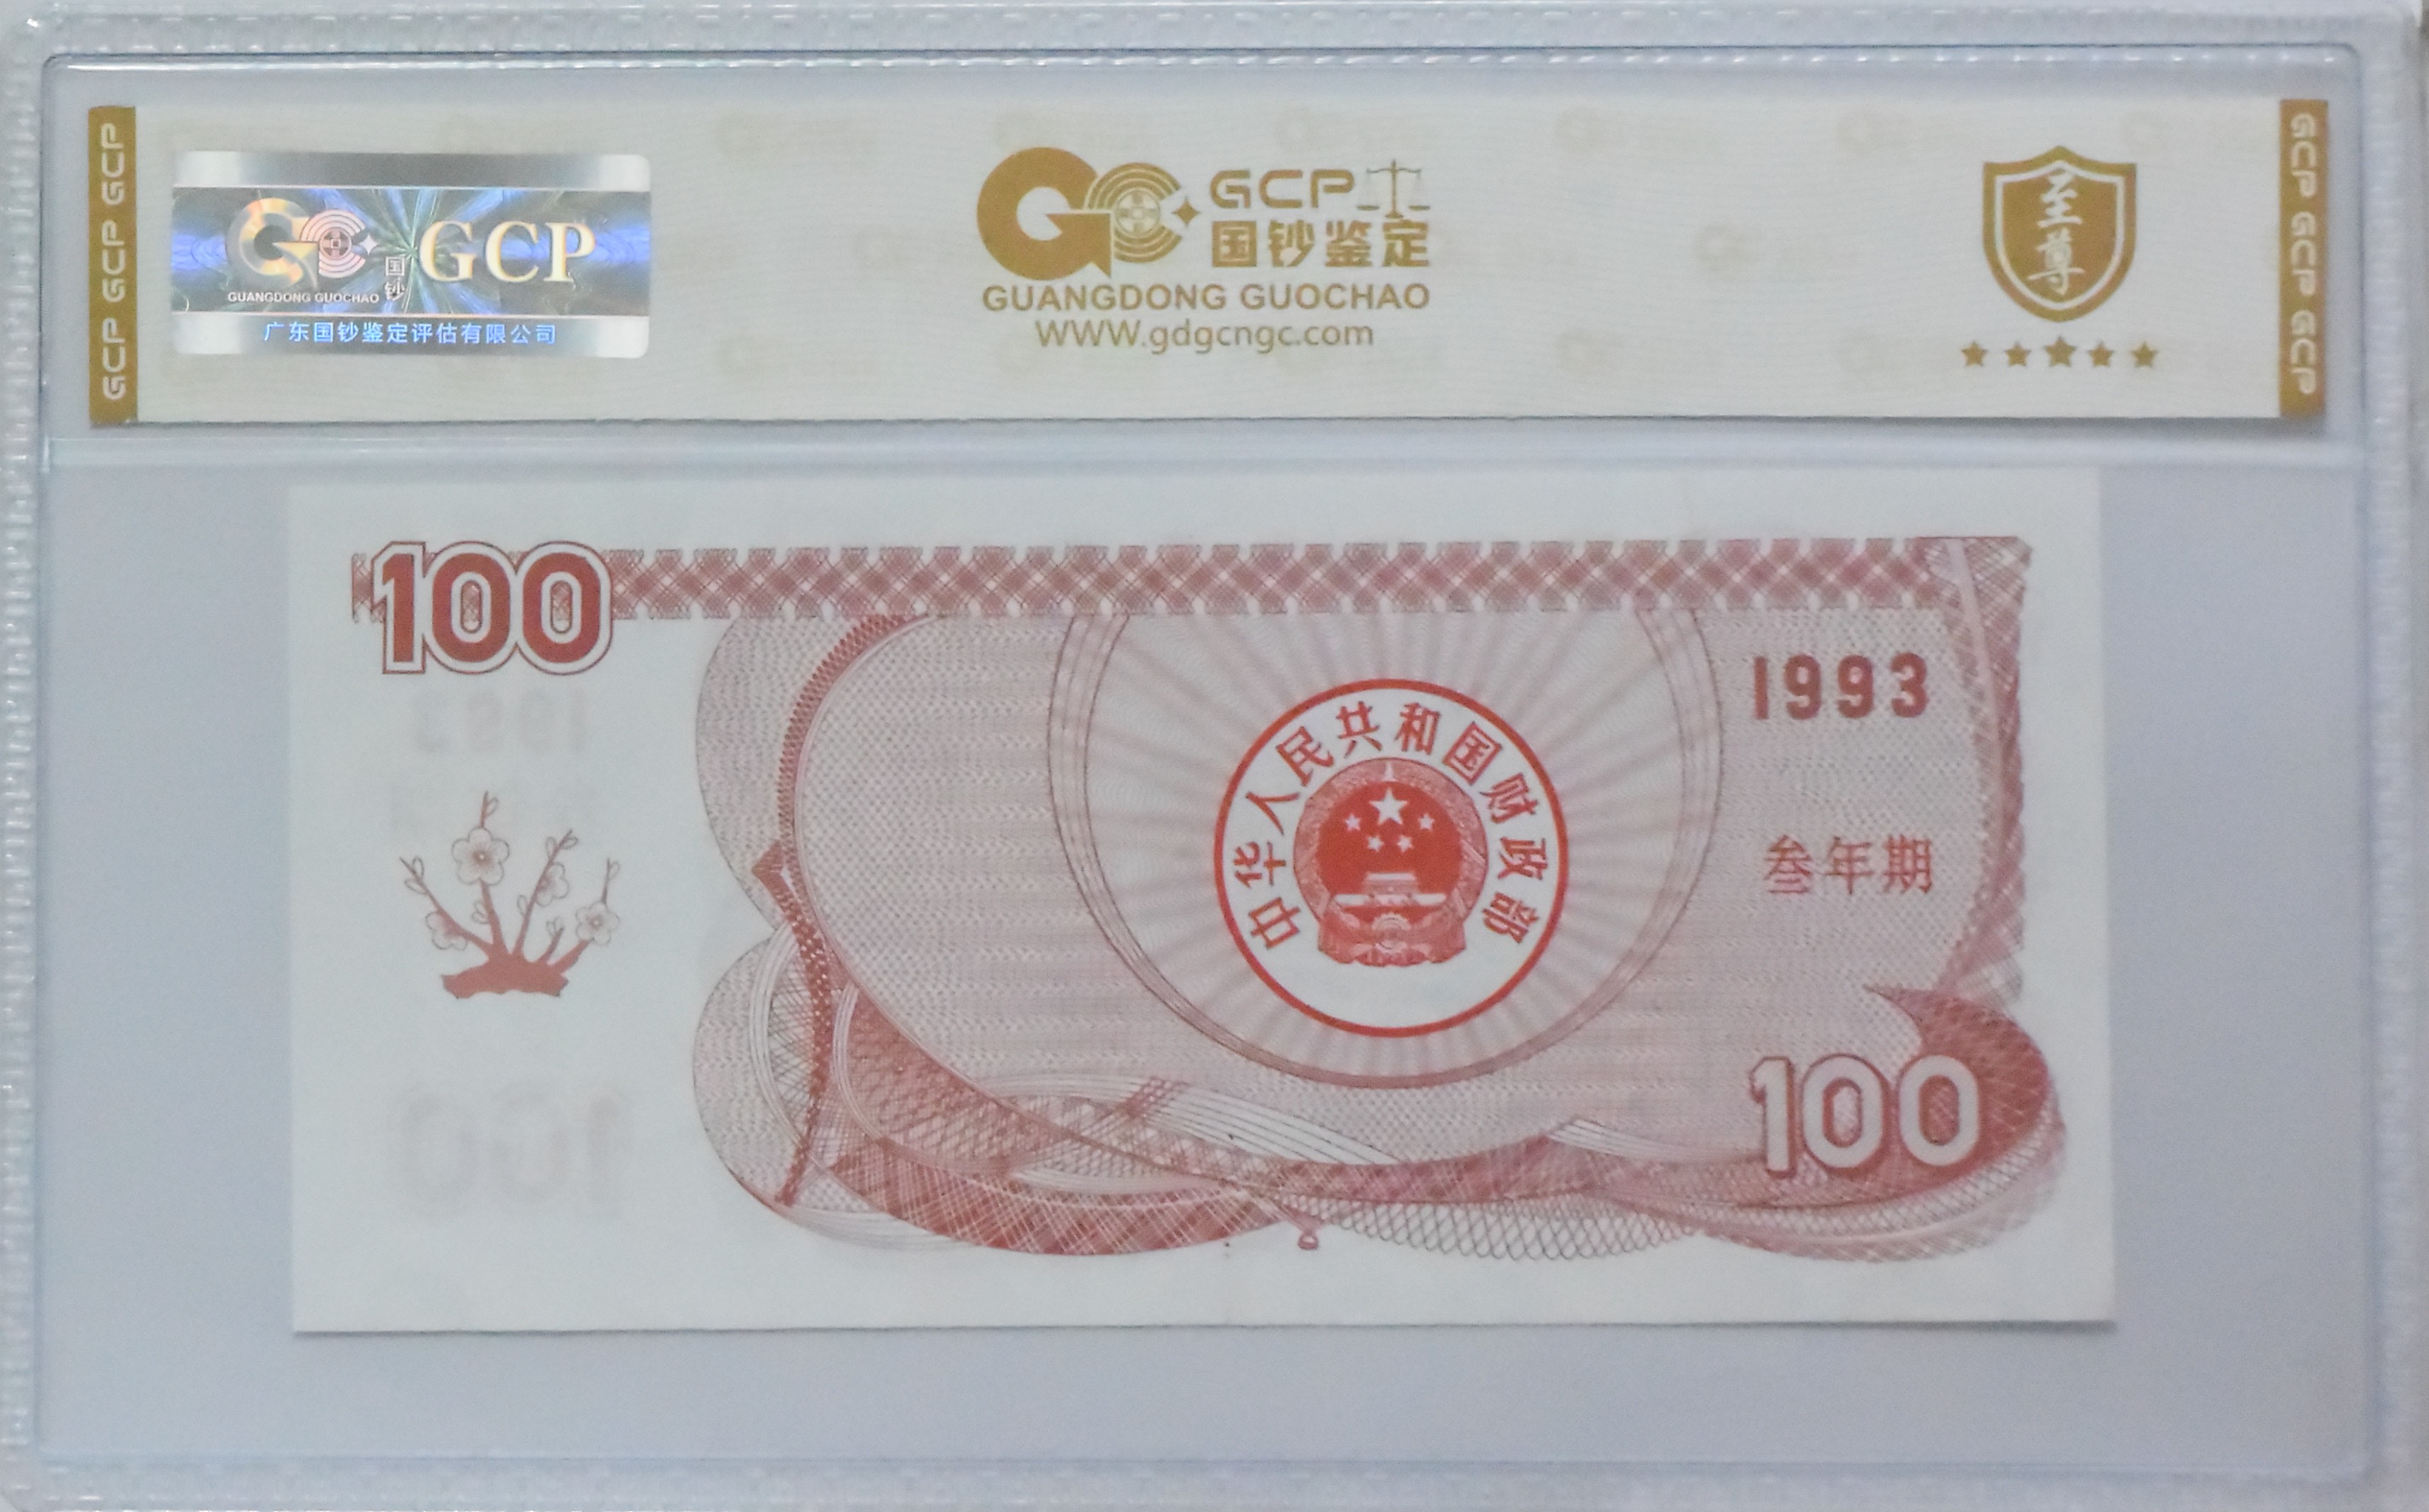 GCP GCP GCP
GCP
国钞
GUANGDONG GUOCHAO
广东国钞鉴定评估有限公司
GCP
国钞鉴定
GUANGDONG GUOCHAO
WWW.gdgcngc.com
至尊
GCP GCP GCP
100
1993
中华人民共和国财政部
叁年期
100